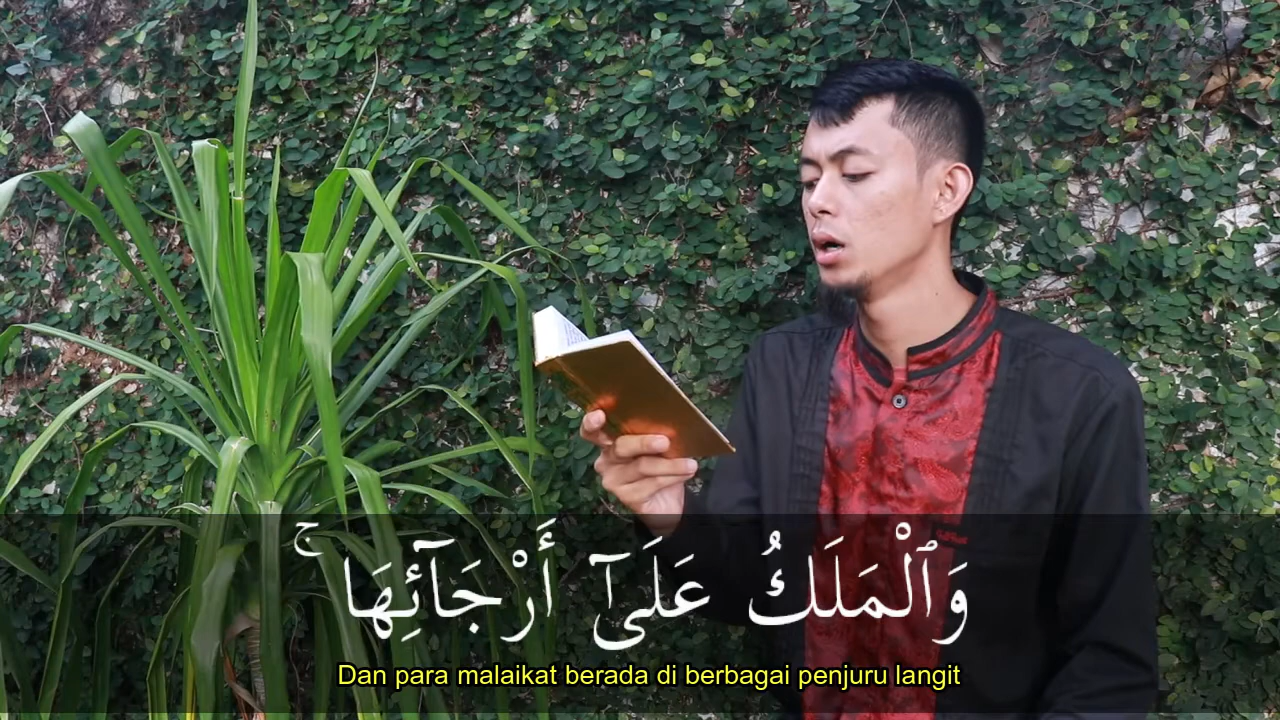 وَٱلْمَلَكُ عَلَىٰٓ أَرْجَآئِهَا ۚ
Dan para malaikat berada di berbagai penjuru langit